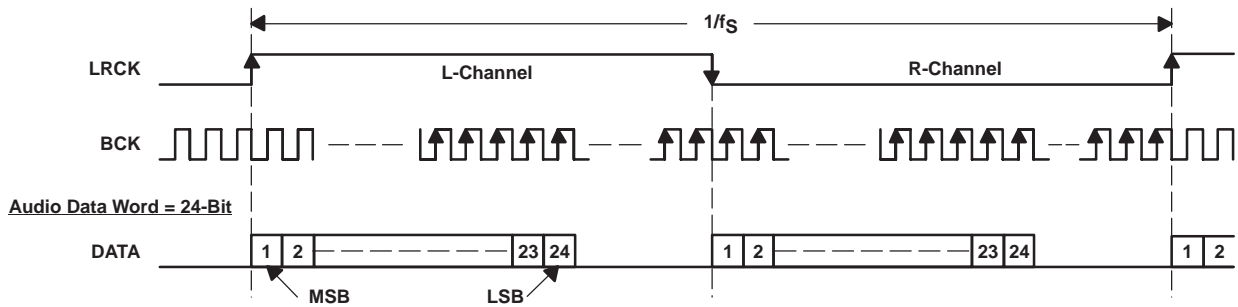 1/fS
LRCK
L-Channel
R-Channel
BCK
Audio Data Word = 24-Bit
DATA
1 2 23 24 1 2 23 24 1 2
MSB LSB